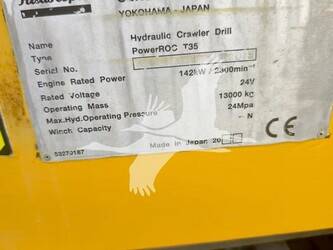 YOKOHAMA - JAPAN
Hydraulic Crawler Drill
Name PowerROC T35
Type
Serial No.
Engine Rated Power 142kW / 2300min⁻¹
Rated Voltage 24V
Operating Mass 13000 kg
Max.Hyd.Operating Pressure 24Mpa
Winch Capacity - N
53270187 Made in Japan 20 CE